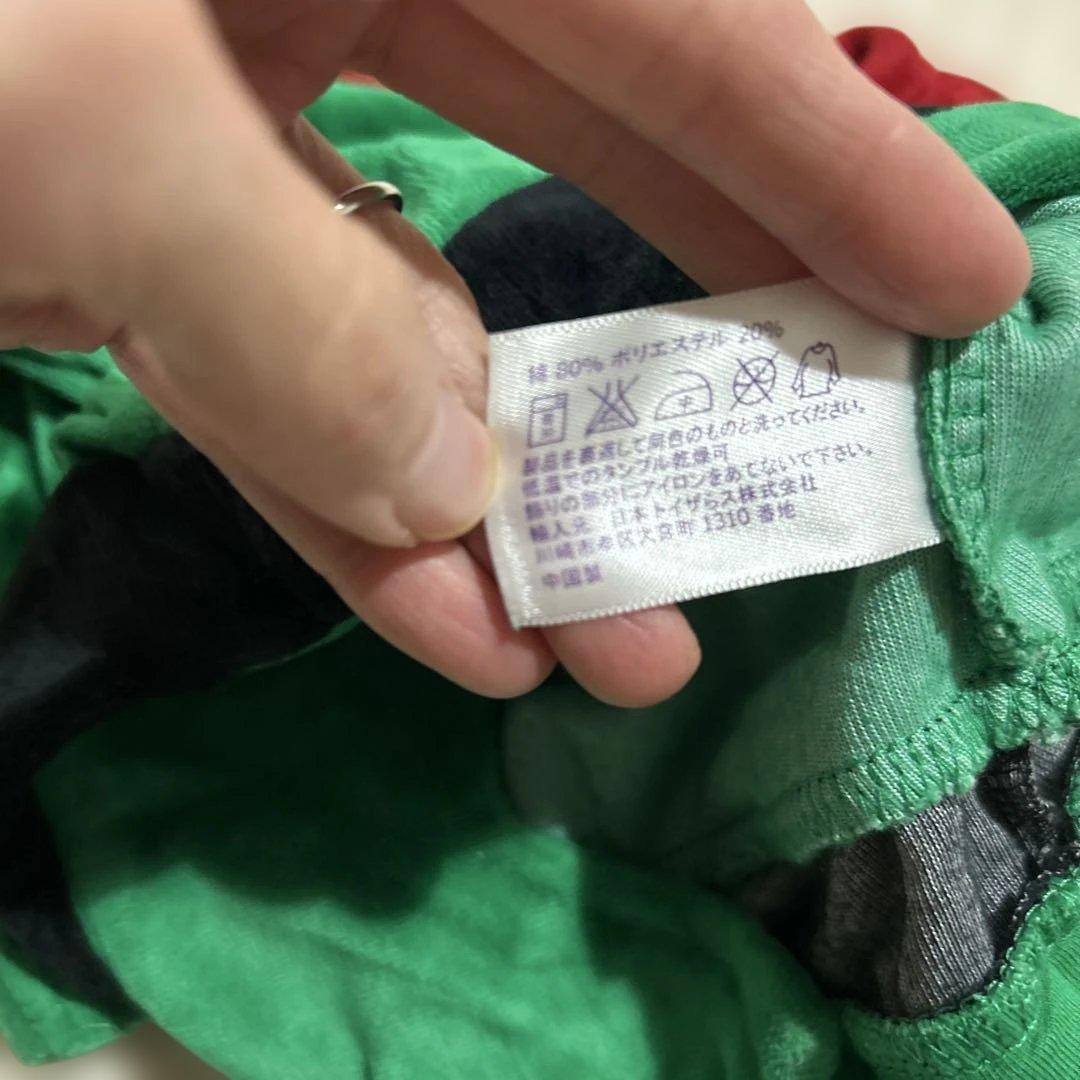 綿 80% ポリエステル 20%
製品を裏返して同色のものと洗ってください。
低温でのタンブル乾燥可
飾りの部分にアイロンをあてないで下さい。
輸入元 日本トイザらス株式会社
川崎市幸区大宮町 1310 番地
中国製